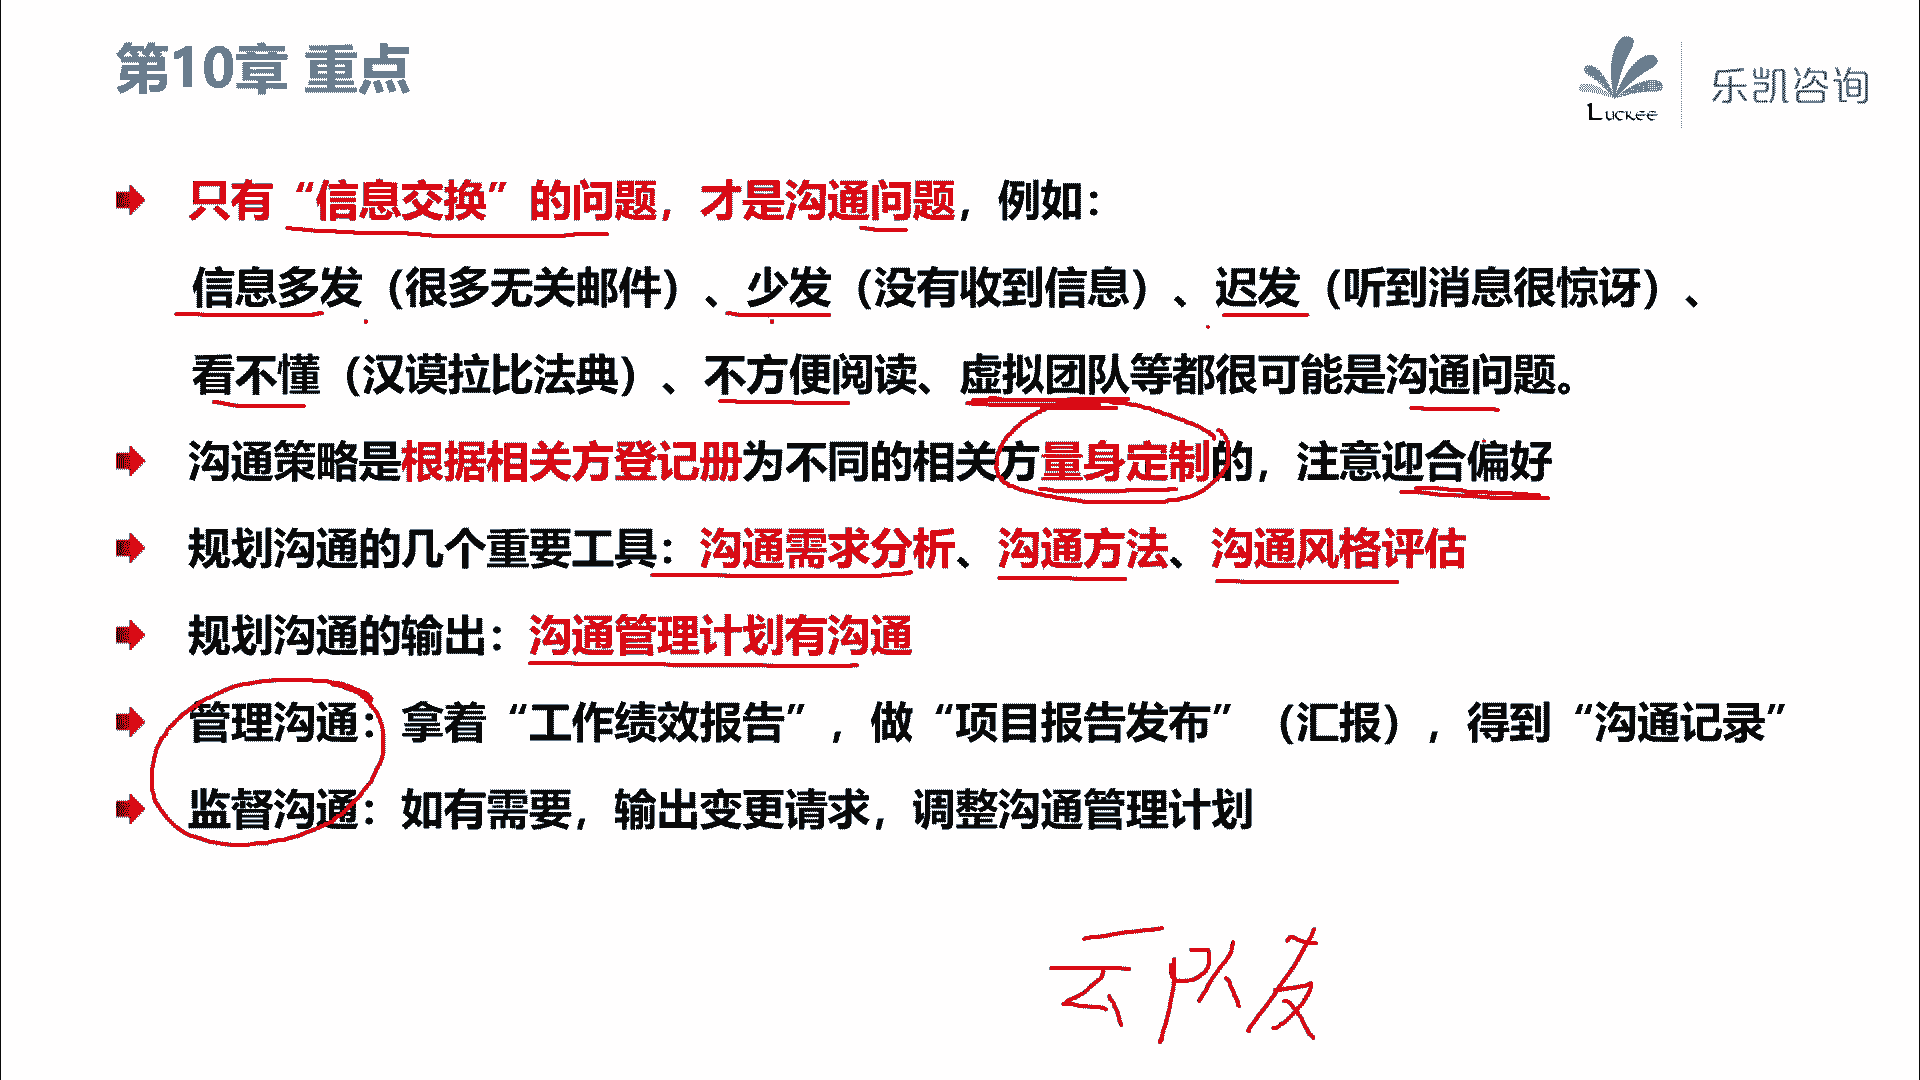 第10章 重点
Luckee
乐凯咨询
只有“信息交换”的问题，才是沟通问题，例如：
信息多发（很多无关邮件）、少发（没有收到信息）、迟发（听到消息很惊讶）、
看不懂（汉谟拉比法典）、不方便阅读、虚拟团队等都很可能是沟通问题。
沟通策略是根据相关方登记册为不同的相关方量身定制的，注意迎合偏好
规划沟通的几个重要工具：沟通需求分析、沟通方法、沟通风格评估
规划沟通的输出：沟通管理计划有沟通
管理沟通：拿着“工作绩效报告”，做“项目报告发布”（汇报），得到“沟通记录”
监督沟通：如有需要，输出变更请求，调整沟通管理计划
云队友